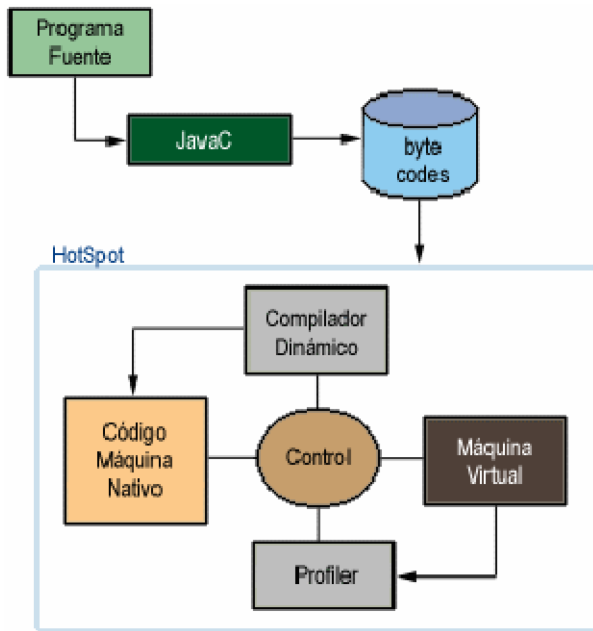 Programa
Fuente
JavaC
byte
codes
HotSpot
Compilador
Dinámico
Código
Máquina
Nativo
Control
Máquina
Virtual
Profiler